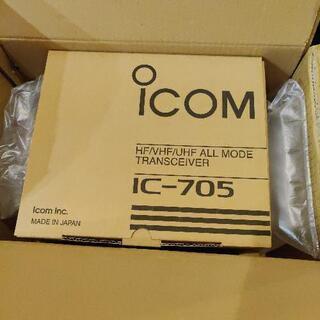 ICOM
HF/VHF/UHF ALL MODE
TRANSCEIVER
IC-705
Icom Inc.
MADE IN JAPAN